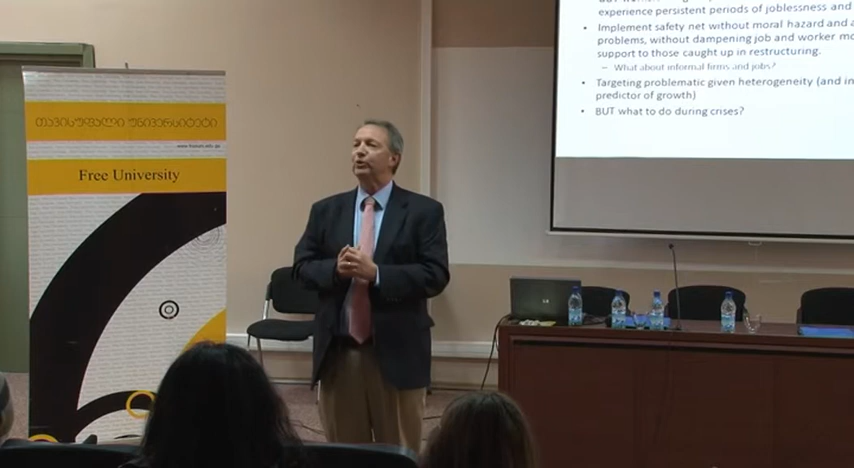 თავისუფალი უნივერსიტეტი
Free University
experience persistent periods of joblessness and
• Implement safety net without moral hazard and a
problems, without dampening job and worker mo
support to those caught up in restructuring.
– What about informal firms and jobs?
• Targeting problematic given heterogeneity (and in
predictor of growth)
• BUT what to do during crises?